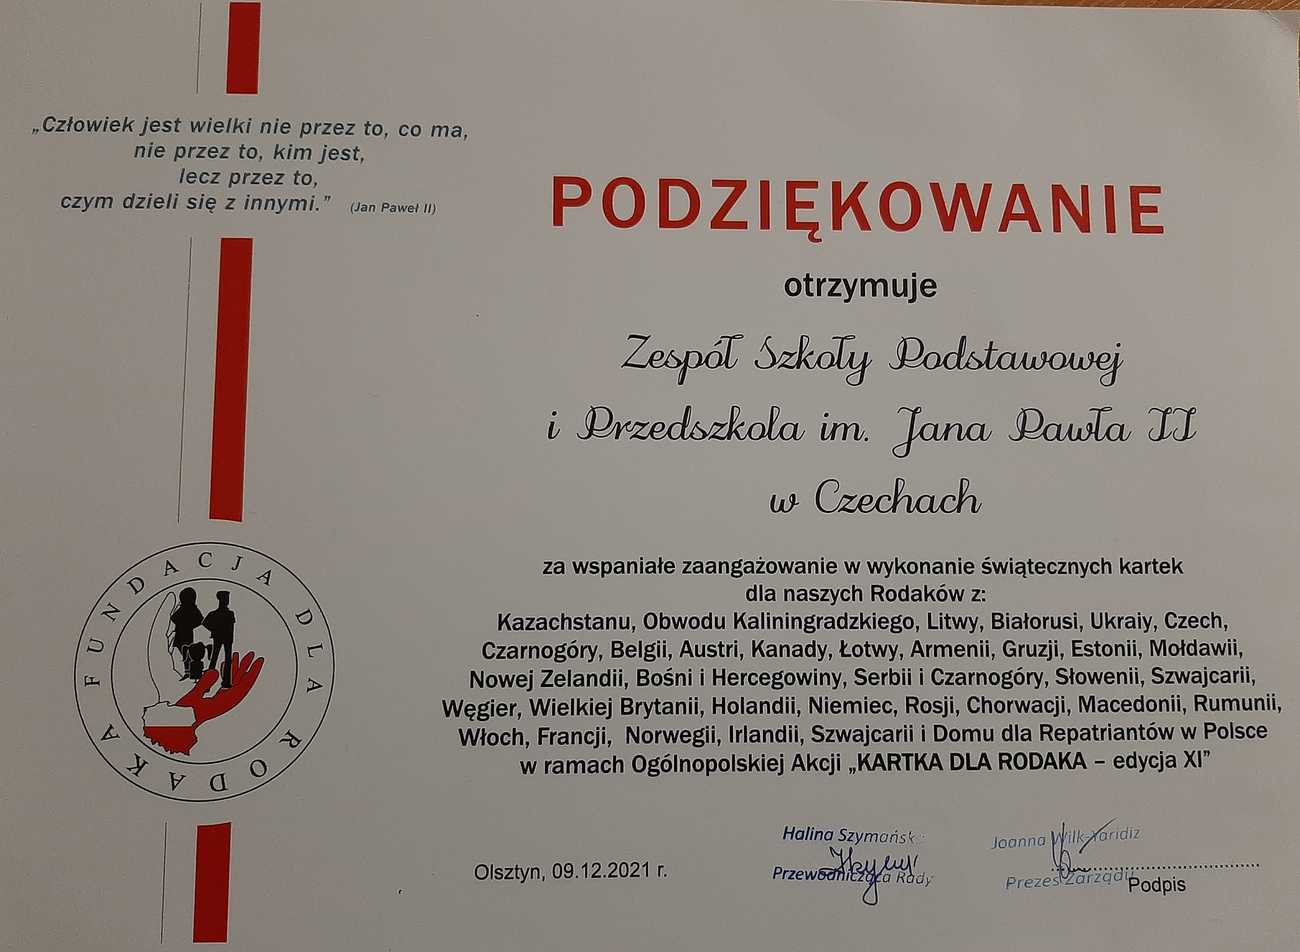 „Człowiek jest wielki nie przez to, co ma,
nie przez to, kim jest,
lecz przez to,
czym dzieli się z innymi.” (Jan Paweł II)
PODZIĘKOWANIE
otrzymuje
Zespół Szkoły Podstawowej
i Przedszkola im. Jana Pawła II
w Czechach
za wspaniałe zaangażowanie w wykonanie świątecznych kartek
dla naszych Rodaków z:
Kazachstanu, Obwodu Kaliningradzkiego, Litwy, Białorusi, Ukraiy, Czech,
Czarnogóry, Belgii, Austri, Kanady, Łotwy, Armenii, Gruzji, Estonii, Mołdawii,
Nowej Zelandii, Bośni i Hercegowiny, Serbii i Czarnogóry, Słowenii, Szwajcarii,
Węgier, Wielkiej Brytanii, Holandii, Niemiec, Rosji, Chorwacji, Macedonii, Rumunii,
Włoch, Francji, Norwegii, Irlandii, Szwajcarii i Domu dla Repatriantów w Polsce
w ramach Ogólnopolskiej Akcji „KARTKA DLA RODAKA – edycja XI”
FUNDACJA DLA RODAKA
Olsztyn, 09.12.2021 r.
Halina Szymańsk
Przewodnicząca Rady
Joanna Wilk-Yaridiz
Prezes Zarządu
Podpis